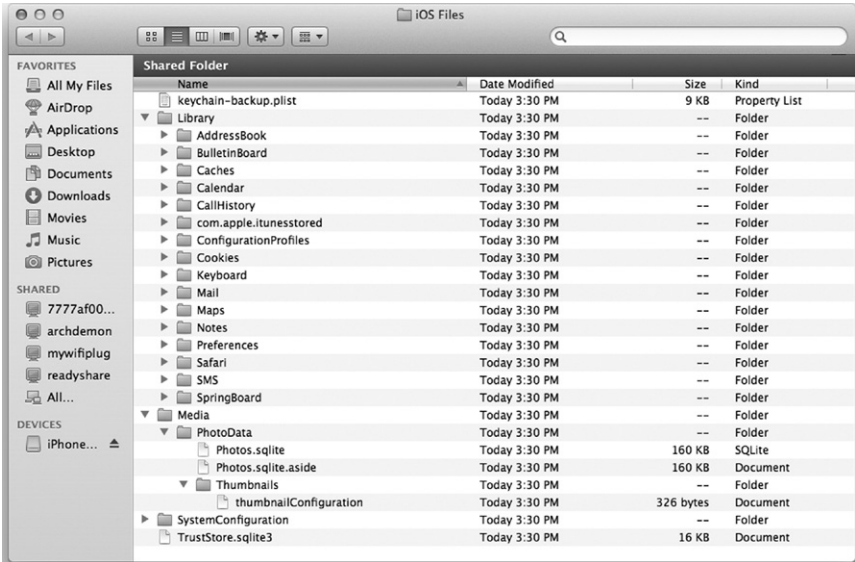 iOS Files
FAVORITES
All My Files
AirDrop
Applications
Desktop
Documents
Downloads
Movies
Music
Pictures
SHARED
7777af00...
archdemon
mywifiplug
readyshare
All...
DEVICES
iPhone...
Shared Folder
Name Date Modified Size Kind
keychain-backup.plist Today 3:30 PM 9 KB Property List
Library Today 3:30 PM -- Folder
AddressBook Today 3:30 PM -- Folder
BulletinBoard Today 3:30 PM -- Folder
Caches Today 3:30 PM -- Folder
Calendar Today 3:30 PM -- Folder
CallHistory Today 3:30 PM -- Folder
com.apple.itunesstored Today 3:30 PM -- Folder
ConfigurationProfiles Today 3:30 PM -- Folder
Cookies Today 3:30 PM -- Folder
Keyboard Today 3:30 PM -- Folder
Mail Today 3:30 PM -- Folder
Maps Today 3:30 PM -- Folder
Notes Today 3:30 PM -- Folder
Preferences Today 3:30 PM -- Folder
Safari Today 3:30 PM -- Folder
SMS Today 3:30 PM -- Folder
SpringBoard Today 3:30 PM -- Folder
Media Today 3:30 PM -- Folder
PhotoData Today 3:30 PM -- Folder
Photos.sqlite Today 3:30 PM 160 KB SQLite
Photos.sqlite.aside Today 3:30 PM 160 KB Document
Thumbnails Today 3:30 PM -- Folder
thumbnailConfiguration Today 3:30 PM 326 bytes Document
SystemConfiguration Today 3:30 PM -- Folder
TrustStore.sqlite3 Today 3:30 PM 16 KB Document